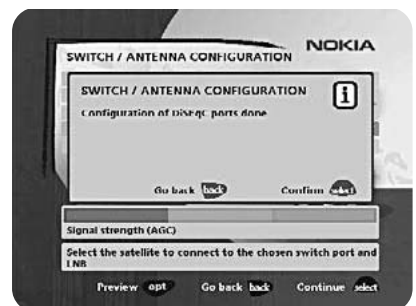 NOKIA
SWITCH / ANTENNA CONFIGURATION
SWITCH / ANTENNA CONFIGURATION
i
Configuration of DiSEqC ports done
Go back back Confirm select
Signal strength (AGC)
Select the satellite to connect to the chosen switch port and
LNB
Preview opt Go back back Continue select